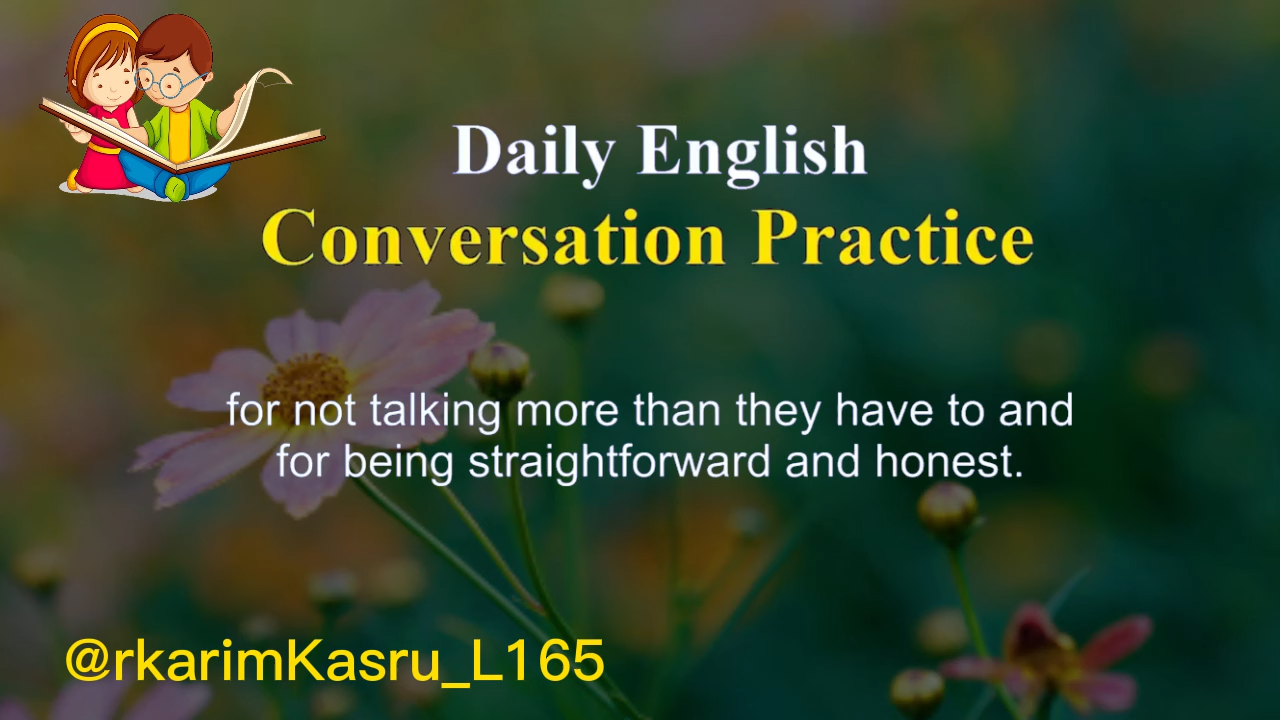 Daily English
Conversation Practice
for not talking more than they have to and
for being straightforward and honest.
@rkarimKasru_L165